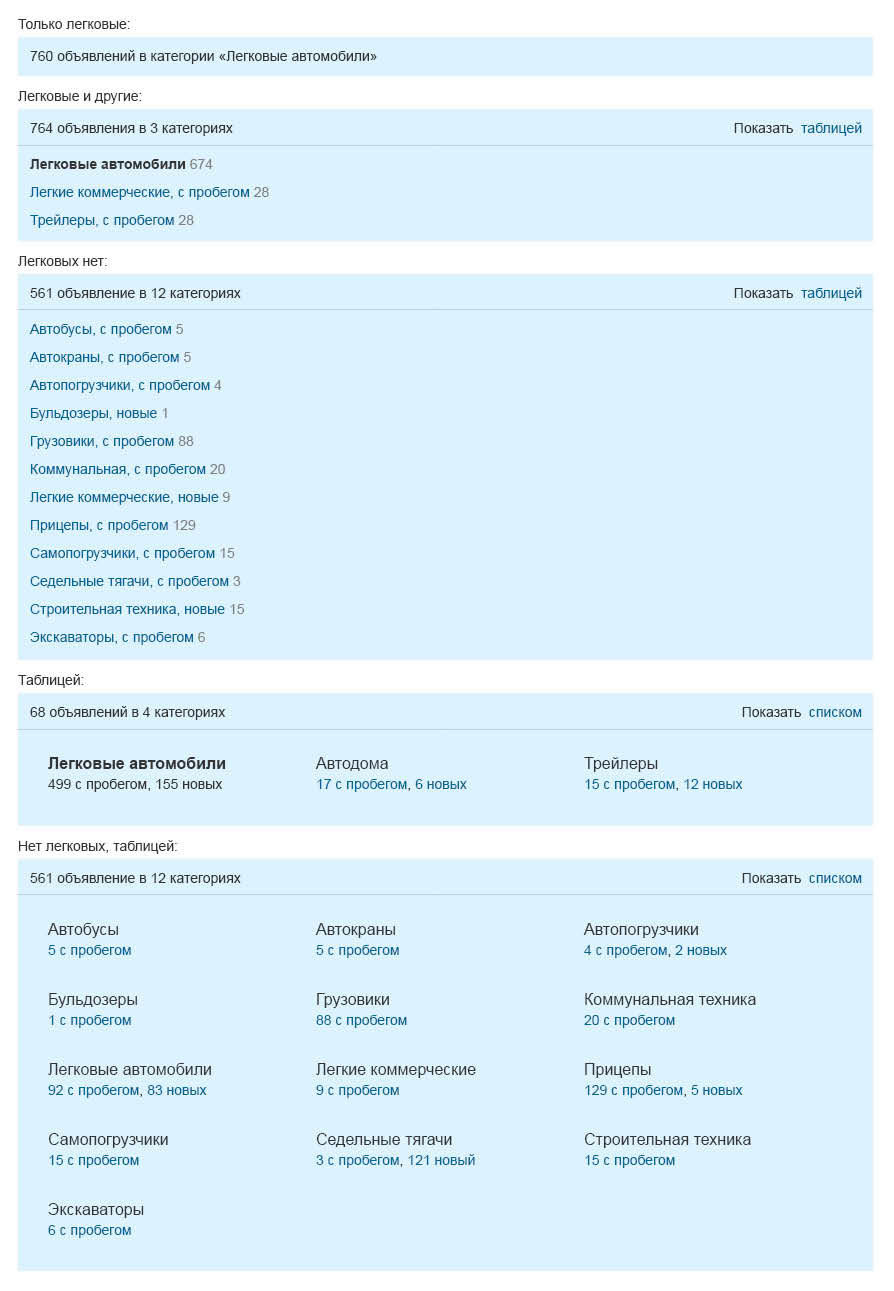 Только легковые:
760 объявлений в категории «Легковые автомобили»
Легковые и другие:
764 объявления в 3 категориях Показать таблицей
Легковые автомобили 674
Легкие коммерческие, с пробегом 28
Трейлеры, с пробегом 28
Легковых нет:
561 объявление в 12 категориях Показать таблицей
Автобусы, с пробегом 5
Автокраны, с пробегом 5
Автопогрузчики, с пробегом 4
Бульдозеры, новые 1
Грузовики, с пробегом 88
Коммунальная, с пробегом 20
Легкие коммерческие, новые 9
Прицепы, с пробегом 129
Самопогрузчики, с пробегом 15
Седельные тягачи, с пробегом 3
Строительная техника, новые 15
Экскаваторы, с пробегом 6
Таблицей:
68 объявлений в 4 категориях Показать списком
Легковые автомобили Автодома Трейлеры
499 с пробегом, 155 новых 17 с пробегом, 6 новых 15 с пробегом, 12 новых
Нет легковых, таблицей:
561 объявление в 12 категориях Показать списком
Автобусы Автокраны Автопогрузчики
5 с пробегом 5 с пробегом 4 с пробегом, 2 новых
Бульдозеры Грузовики Коммунальная техника
1 с пробегом 88 с пробегом 20 с пробегом
Легковые автомобили Легкие коммерческие Прицепы
92 с пробегом, 83 новых 9 с пробегом 129 с пробегом, 5 новых
Самопогрузчики Седельные тягачи Строительная техника
15 с пробегом 3 с пробегом, 121 новый 15 с пробегом
Экскаваторы
6 с пробегом